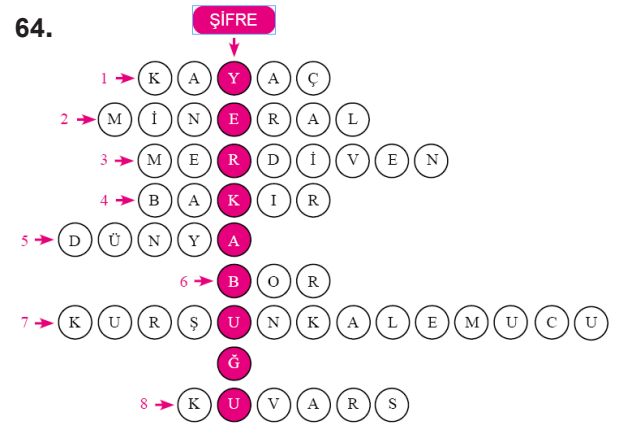 64.
ŞİFRE
1 KAYAÇ
2 MİNERAL
3 MERDİVEN
4 BAKIR
5 DÜNYA
6 BOR
7 KURŞUNKALEMUCU
Ğ
8 KUVARS